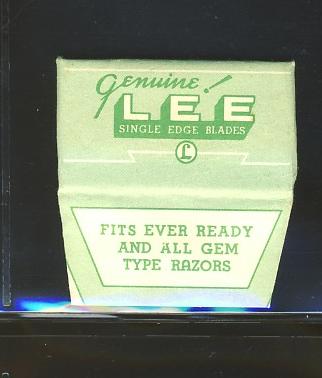 Genuine!
LEE
SINGLE EDGE BLADES
L
FITS EVER READY
AND ALL GEM
TYPE RAZORS